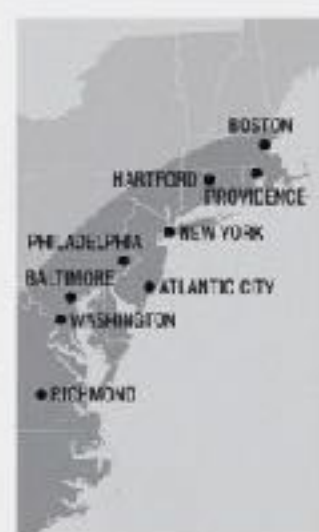 BOSTON
HARTFORD
PROVIDENCE
NEW YORK
PHILADELPHIA
BALTIMORE
ATLANTIC CITY
WASHINGTON
RICHMOND